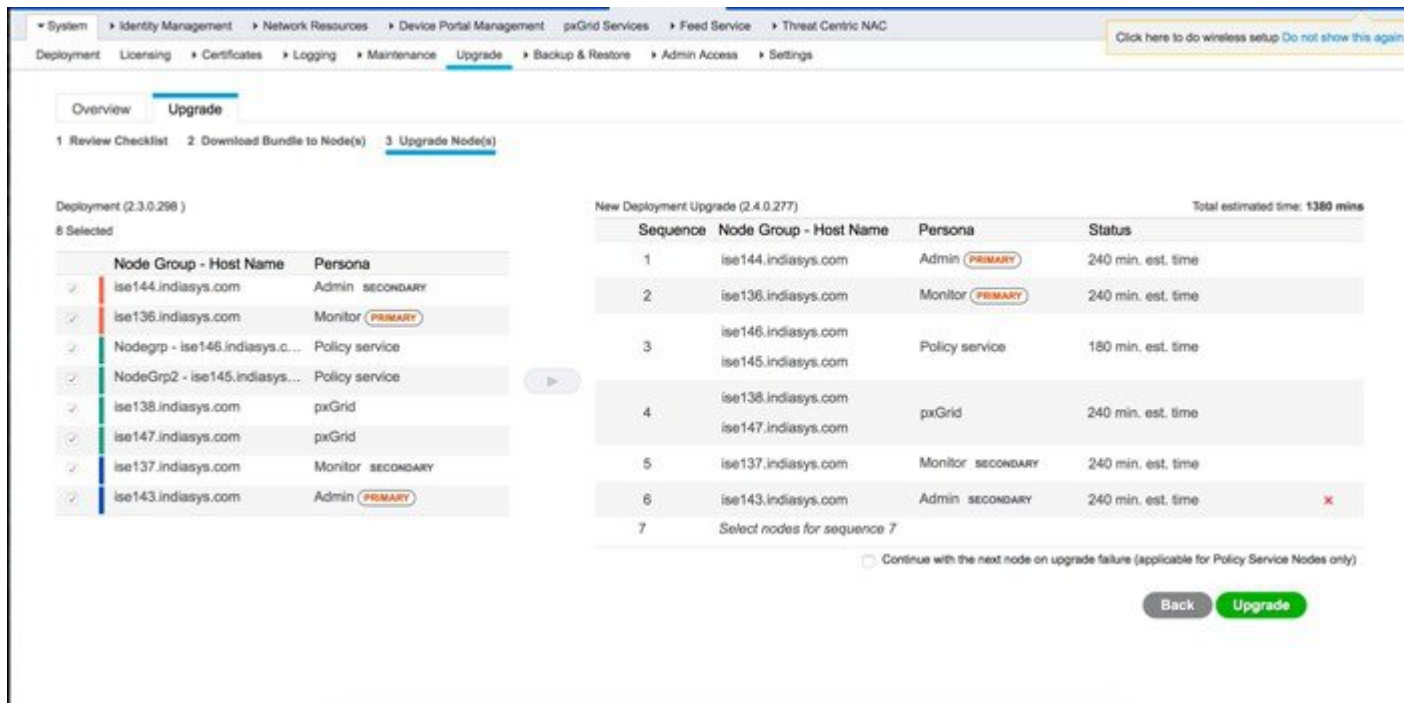 System Identity Management Network Resources Device Portal Management pxGrid Services Feed Service Threat Centric NAC
Click here to do wireless setup Do not show this again
Deployment Licensing Certificates Logging Maintenance Upgrade Backup & Restore Admin Access Settings
Overview Upgrade
1 Review Checklist 2 Download Bundle to Node(s) 3 Upgrade Node(s)
Deployment (2.3.0.298 )
8 Selected
Node Group - Host Name Persona
ise144.indiasys.com Admin SECONDARY
ise136.indiasys.com Monitor PRIMARY
Nodegrp - ise146.indiasys.c... Policy service
NodeGrp2 - ise145.indiasys... Policy service
ise138.indiasys.com pxGrid
ise147.indiasys.com pxGrid
ise137.indiasys.com Monitor SECONDARY
ise143.indiasys.com Admin PRIMARY
New Deployment Upgrade (2.4.0.277) Total estimated time: 1380 mins
Sequence Node Group - Host Name Persona Status
1 ise144.indiasys.com Admin PRIMARY 240 min. est. time
2 ise136.indiasys.com Monitor PRIMARY 240 min. est. time
ise146.indiasys.com
3 Policy service 180 min. est. time
ise145.indiasys.com
ise138.indiasys.com
4 pxGrid 240 min. est. time
ise147.indiasys.com
5 ise137.indiasys.com Monitor SECONDARY 240 min. est. time
6 ise143.indiasys.com Admin SECONDARY 240 min. est. time
7 Select nodes for sequence 7
Continue with the next node on upgrade failure (applicable for Policy Service Nodes only)
Back Upgrade